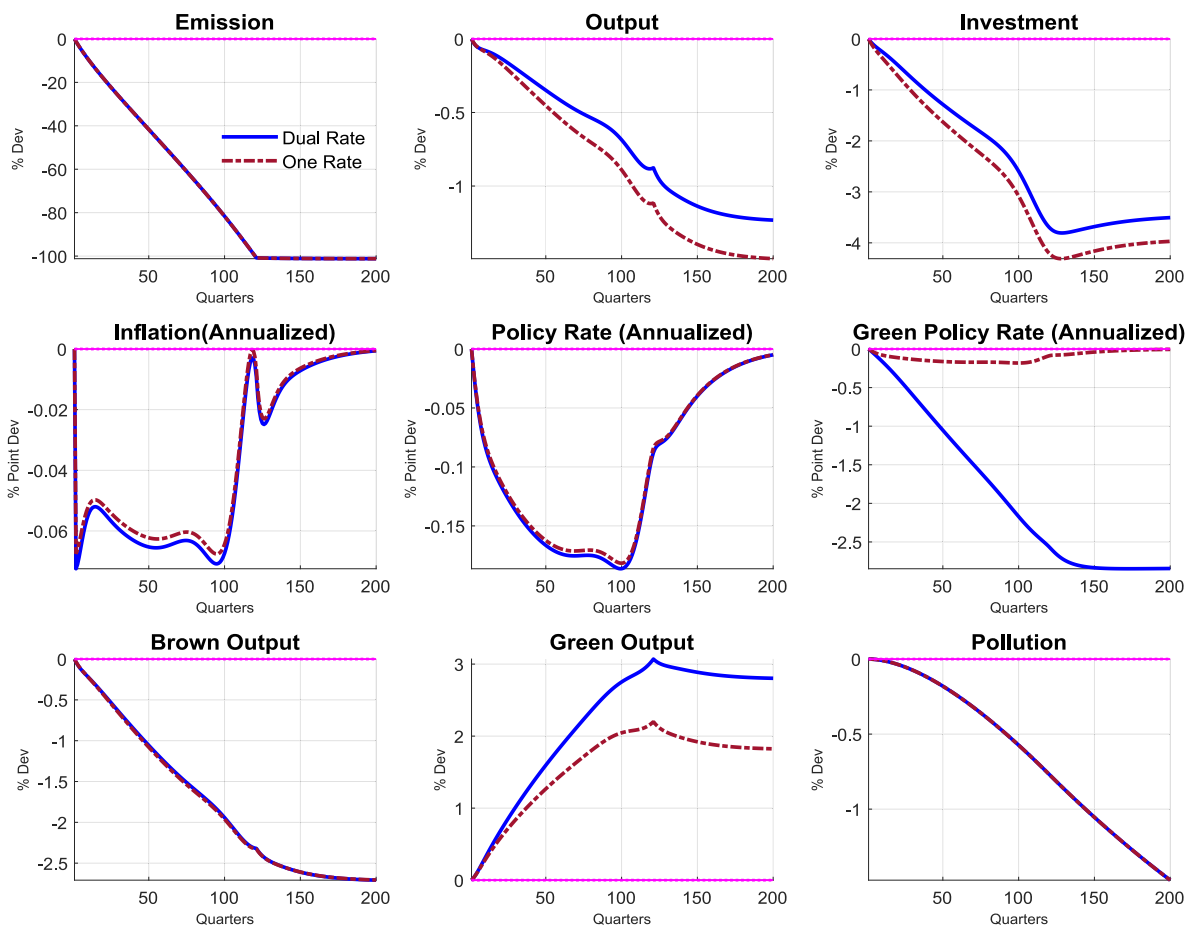 Emission
0
-20
-40
-60
-80
-100
% Dev
Dual Rate
One Rate
50 100 150 200
Quarters
Output
0
-0.5
-1
% Dev
50 100 150 200
Quarters
Investment
0
-1
-2
-3
-4
% Dev
50 100 150 200
Quarters
Inflation(Annualized)
0
-0.02
-0.04
-0.06
% Point Dev
50 100 150 200
Quarters
Policy Rate (Annualized)
0
-0.05
-0.1
-0.15
% Point Dev
50 100 150 200
Quarters
Green Policy Rate (Annualized)
0
-0.5
-1
-1.5
-2
-2.5
% Point Dev
50 100 150 200
Quarters
Brown Output
0
-0.5
-1
-1.5
-2
-2.5
% Dev
50 100 150 200
Quarters
Green Output
3
2
1
0
% Dev
50 100 150 200
Quarters
Pollution
0
-0.5
-1
% Dev
50 100 150 200
Quarters